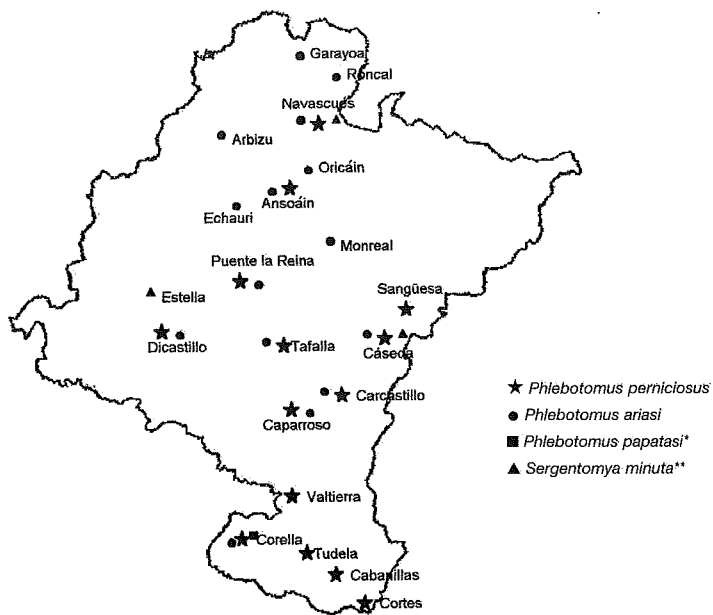 Garayoa
Roncal
Navascués
Arbizu
Oricáin
Ansoáin
Echauri
Monreal
Puente la Reina
Sangüesa
Estella
Dicastillo
Tafalla
Cáseda
Carcastillo
Caparroso
Phlebotomus perniciosus
Phlebotomus ariasi
Phlebotomus papatasi*
Sergentomya minuta**
Valtierra
Corella
Tudela
Cabanillas
Cortes